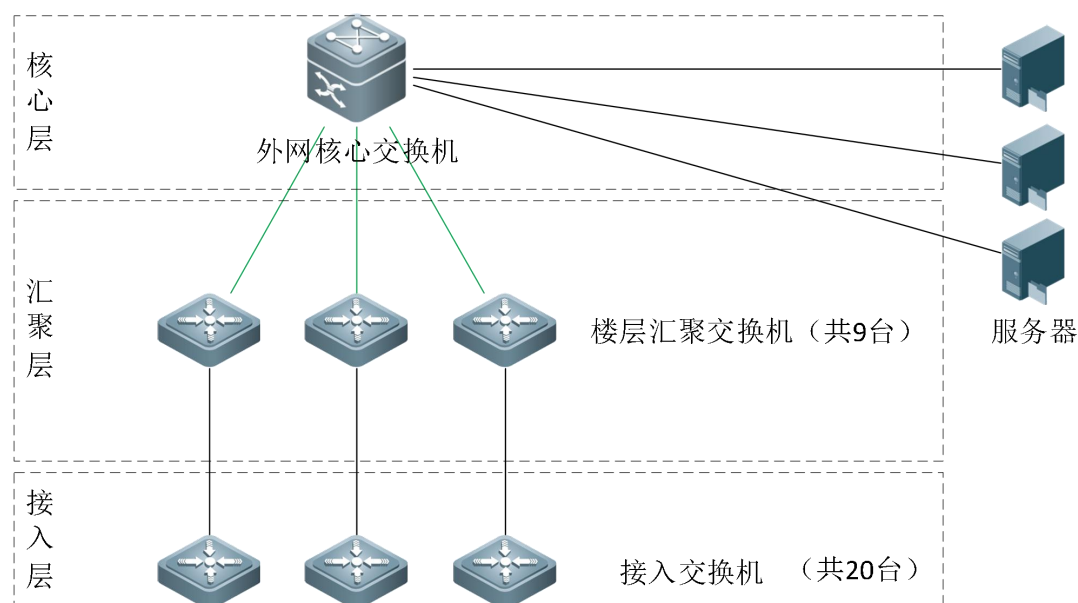 核心层
外网核心交换机
汇聚层
楼层汇聚交换机（共9台）
服务器
接入层
接入交换机 （共20台）